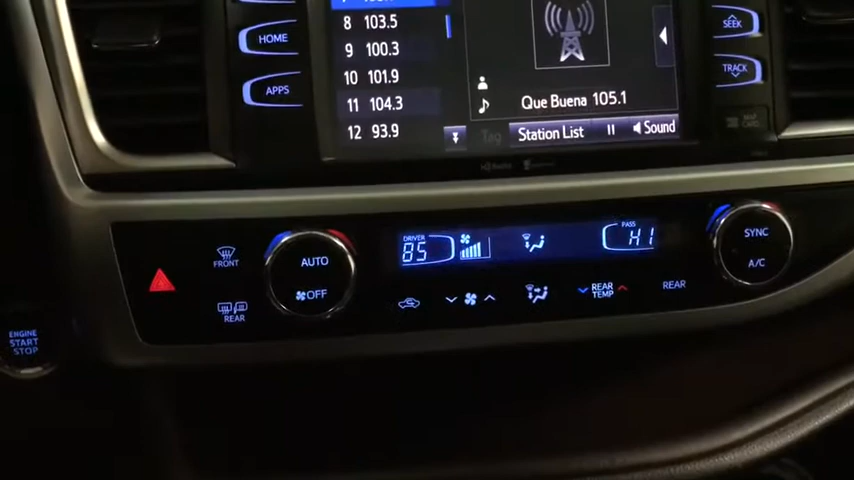 HOME
APPS
8 103.5
9 100.3
10 101.9
11 104.3
12 93.9
Que Buena 105.1
Tag
Station List
Sound
SEEK
TRACK
ENGINE
START
STOP
FRONT
REAR
AUTO
OFF
DRIVER
85
PASS
HI
REAR
TEMP
REAR
SYNC
A/C